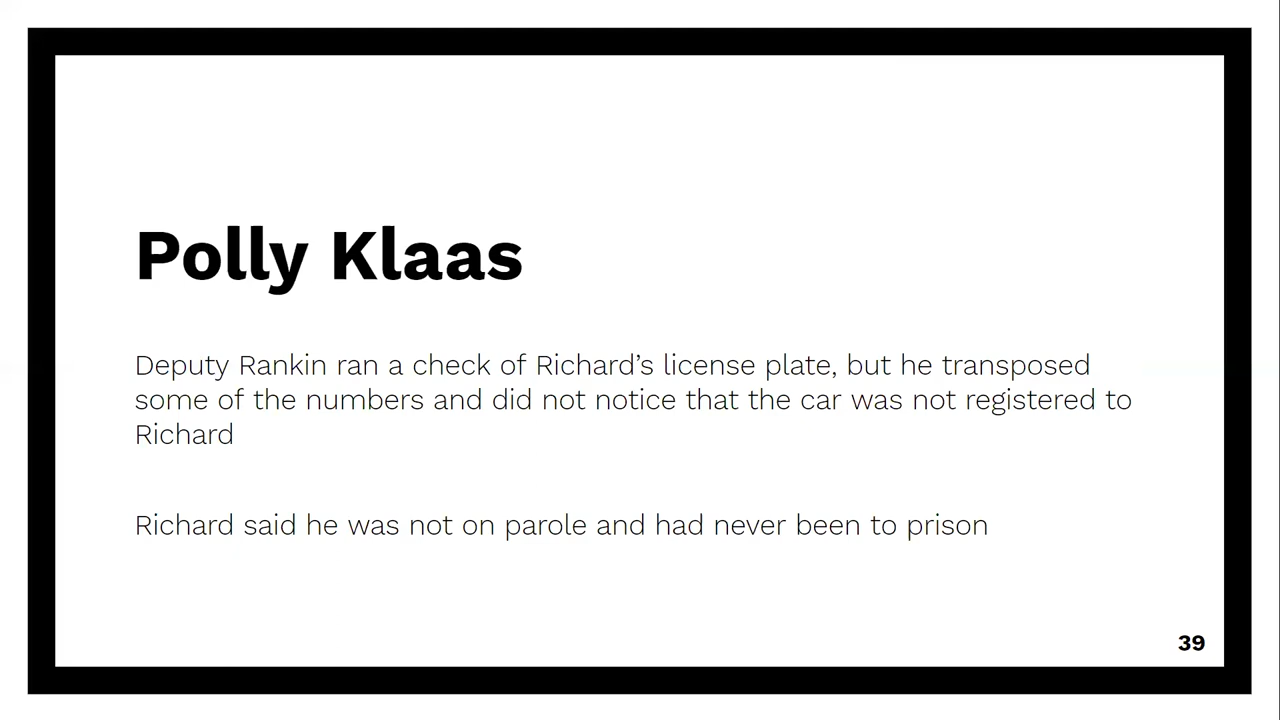 Polly Klaas
Deputy Rankin ran a check of Richard’s license plate, but he transposed
some of the numbers and did not notice that the car was not registered to
Richard
Richard said he was not on parole and had never been to prison
39